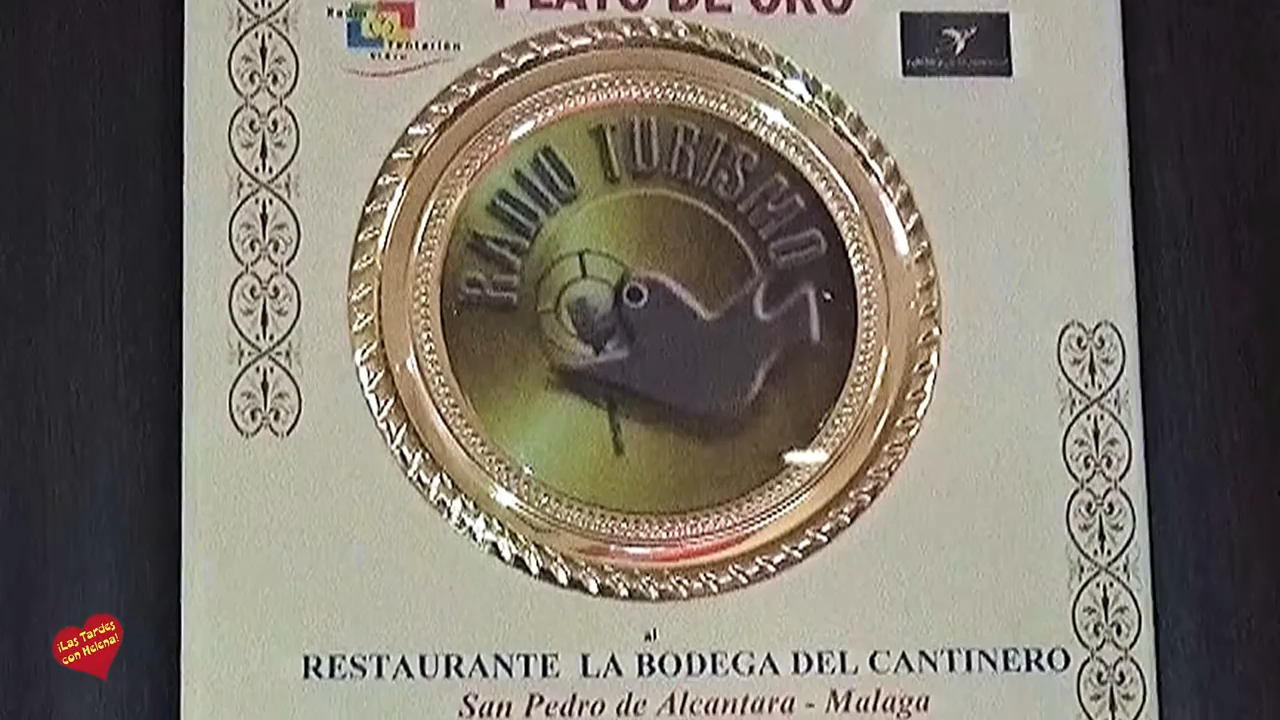 PLATO DE ORO
Radio
RADIO TURISMO
al
RESTAURANTE LA BODEGA DEL CANTINERO
San Pedro de Alcantara - Malaga
¡Las Tardes
con Helena!